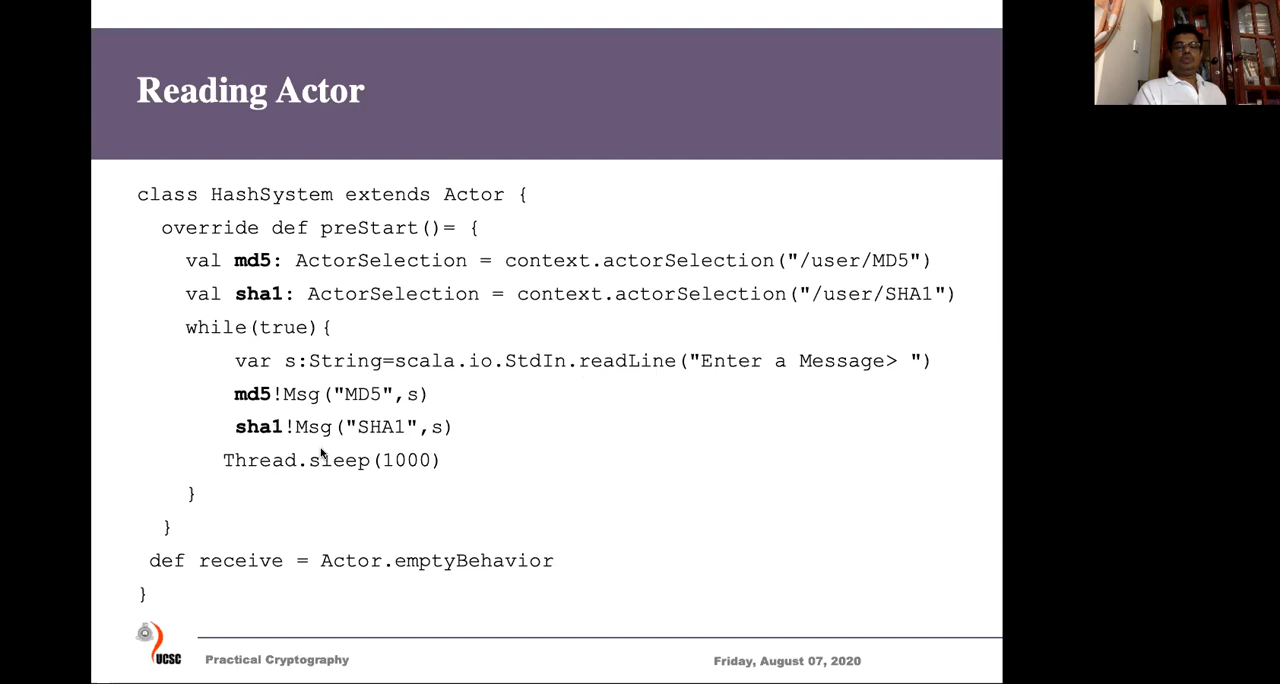 Reading Actor
class HashSystem extends Actor {
override def preStart()= {
val md5: ActorSelection = context.actorSelection("/user/MD5")
val sha1: ActorSelection = context.actorSelection("/user/SHA1")
while(true){
var s:String=scala.io.StdIn.readLine("Enter a Message> ")
md5!Msg("MD5",s)
sha1!Msg("SHA1",s)
Thread.sleep(1000)
}
}
def receive = Actor.emptyBehavior
}
UCSC
Practical Cryptography
Friday, August 07, 2020